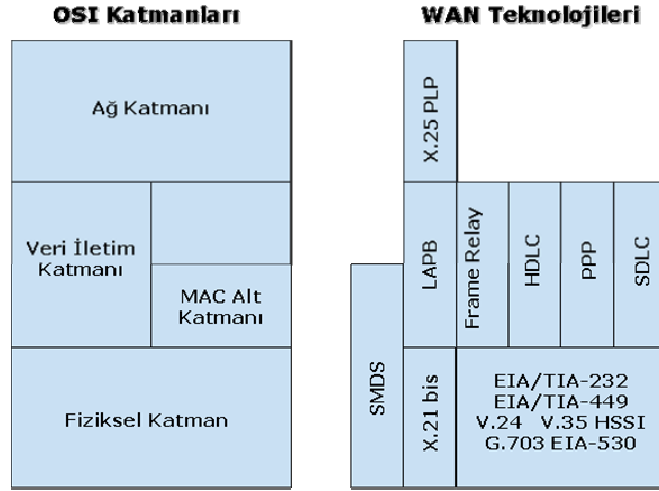 OSI Katmanları
WAN Teknolojileri
Ağ Katmanı
Veri İletim
Katmanı
MAC Alt
Katmanı
Fiziksel Katman
X.25 PLP
LAPB
Frame Relay
HDLC
PPP
SDLC
SMDS
X.21 bis
EIA/TIA-232
EIA/TIA-449
V.24 V.35 HSSI
G.703 EIA-530